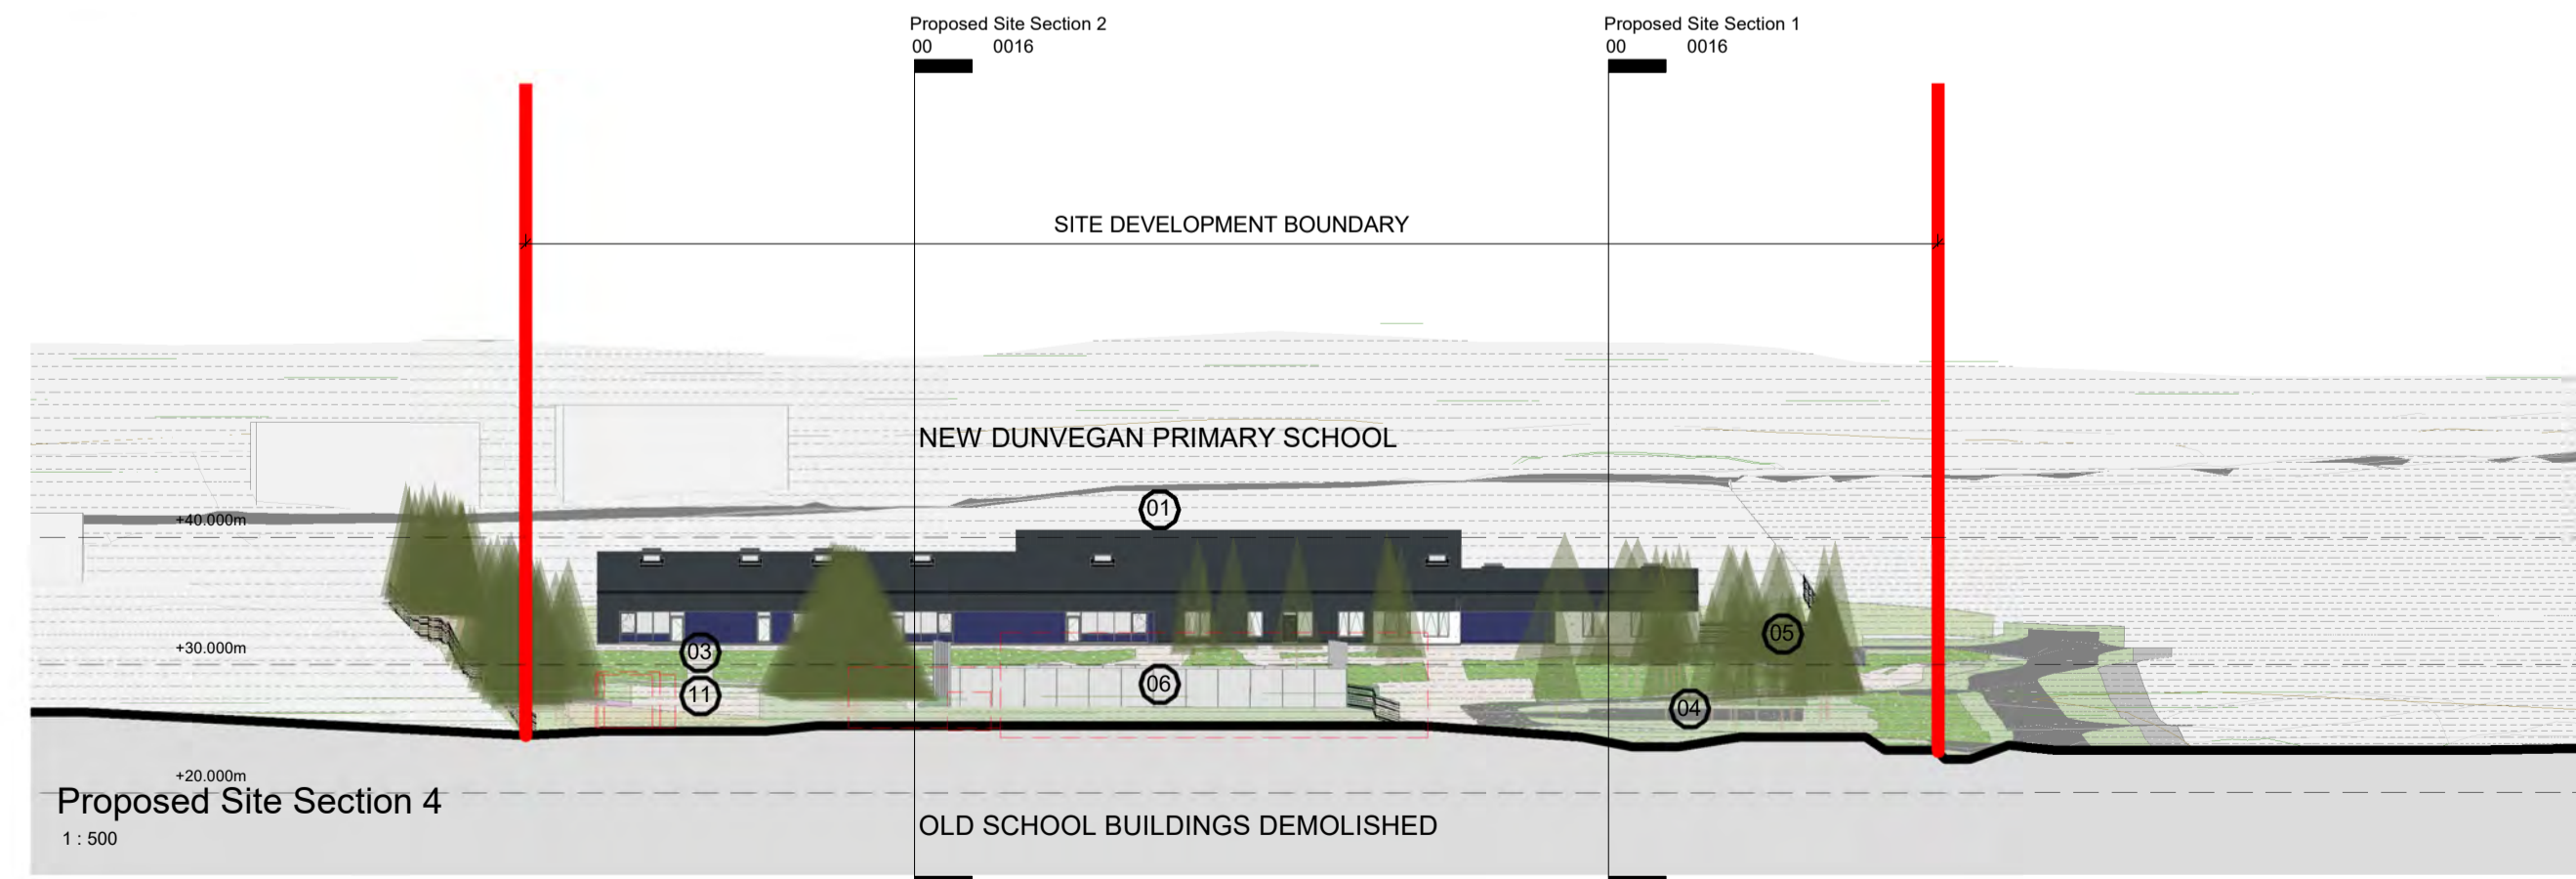 Proposed Site Section 2
00 0016
Proposed Site Section 1
00 0016
SITE DEVELOPMENT BOUNDARY
NEW DUNVEGAN PRIMARY SCHOOL
01
+40.000m
05
+30.000m
03
06
11
04
+20.000m
Proposed Site Section 4
1 : 500
OLD SCHOOL BUILDINGS DEMOLISHED